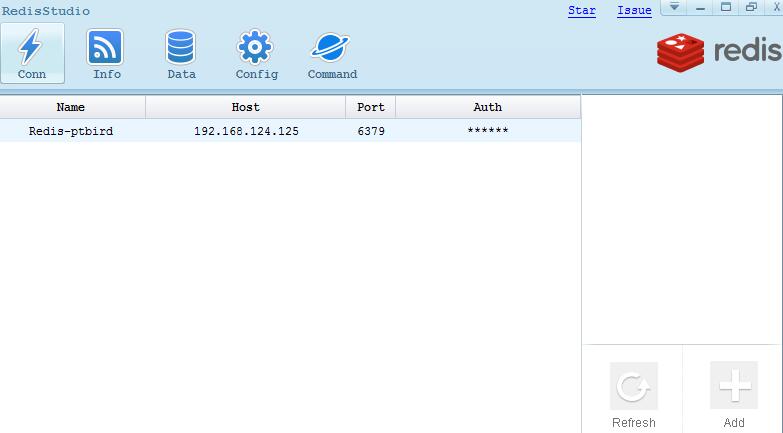 RedisStudio
Star Issue
Conn Info Data Config Command
redis
Name Host Port Auth
Redis-ptbird 192.168.124.125 6379 ******
Refresh Add